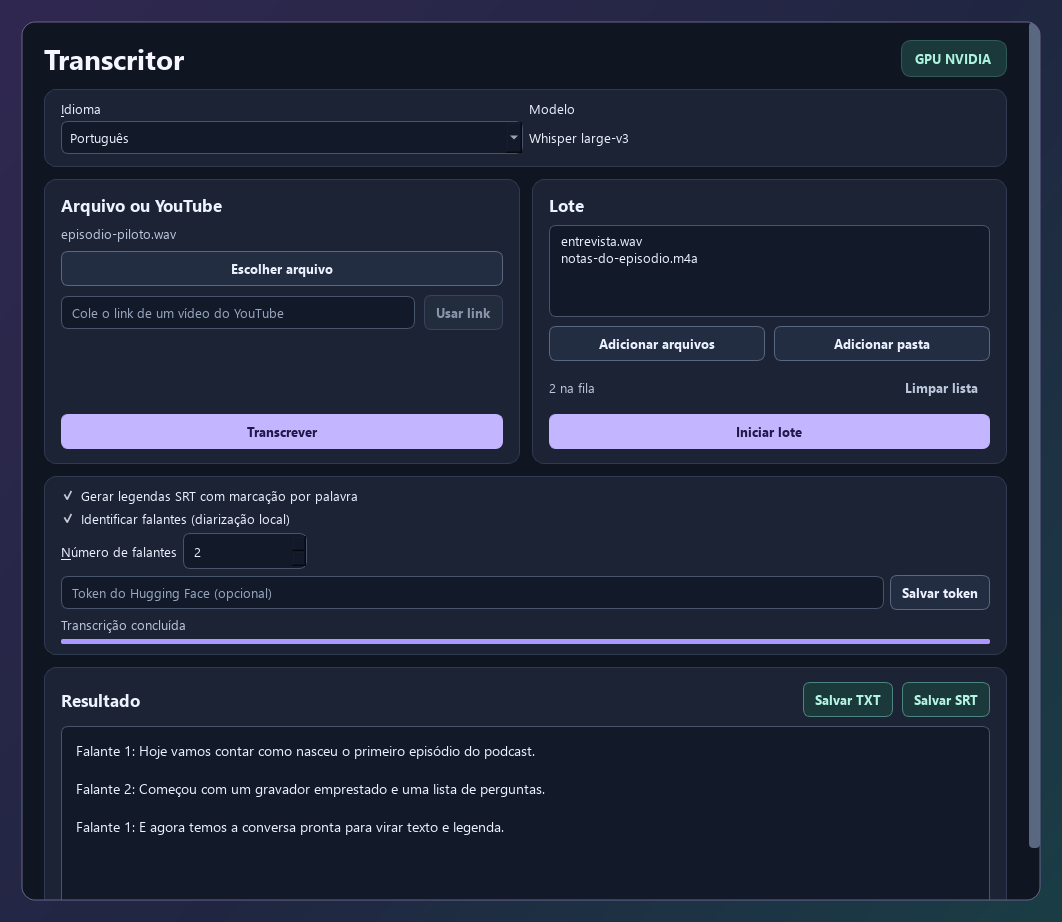 Transcritor
GPU NVIDIA
Idioma
Modelo
Português
Whisper large-v3
Arquivo ou YouTube
episodio-piloto.wav
Escolher arquivo
Cole o link de um vídeo do YouTube
Usar link
Transcrever
Lote
entrevista.wav
notas-do-episodio.m4a
Adicionar arquivos
Adicionar pasta
2 na fila
Limpar lista
Iniciar lote
Gerar legendas SRT com marcação por palavra
Identificar falantes (diarização local)
Número de falantes
2
Token do Hugging Face (opcional)
Salvar token
Transcrição concluída
Resultado
Salvar TXT
Salvar SRT
Falante 1: Hoje vamos contar como nasceu o primeiro episódio do podcast.
Falante 2: Começou com um gravador emprestado e uma lista de perguntas.
Falante 1: E agora temos a conversa pronta para virar texto e legenda.